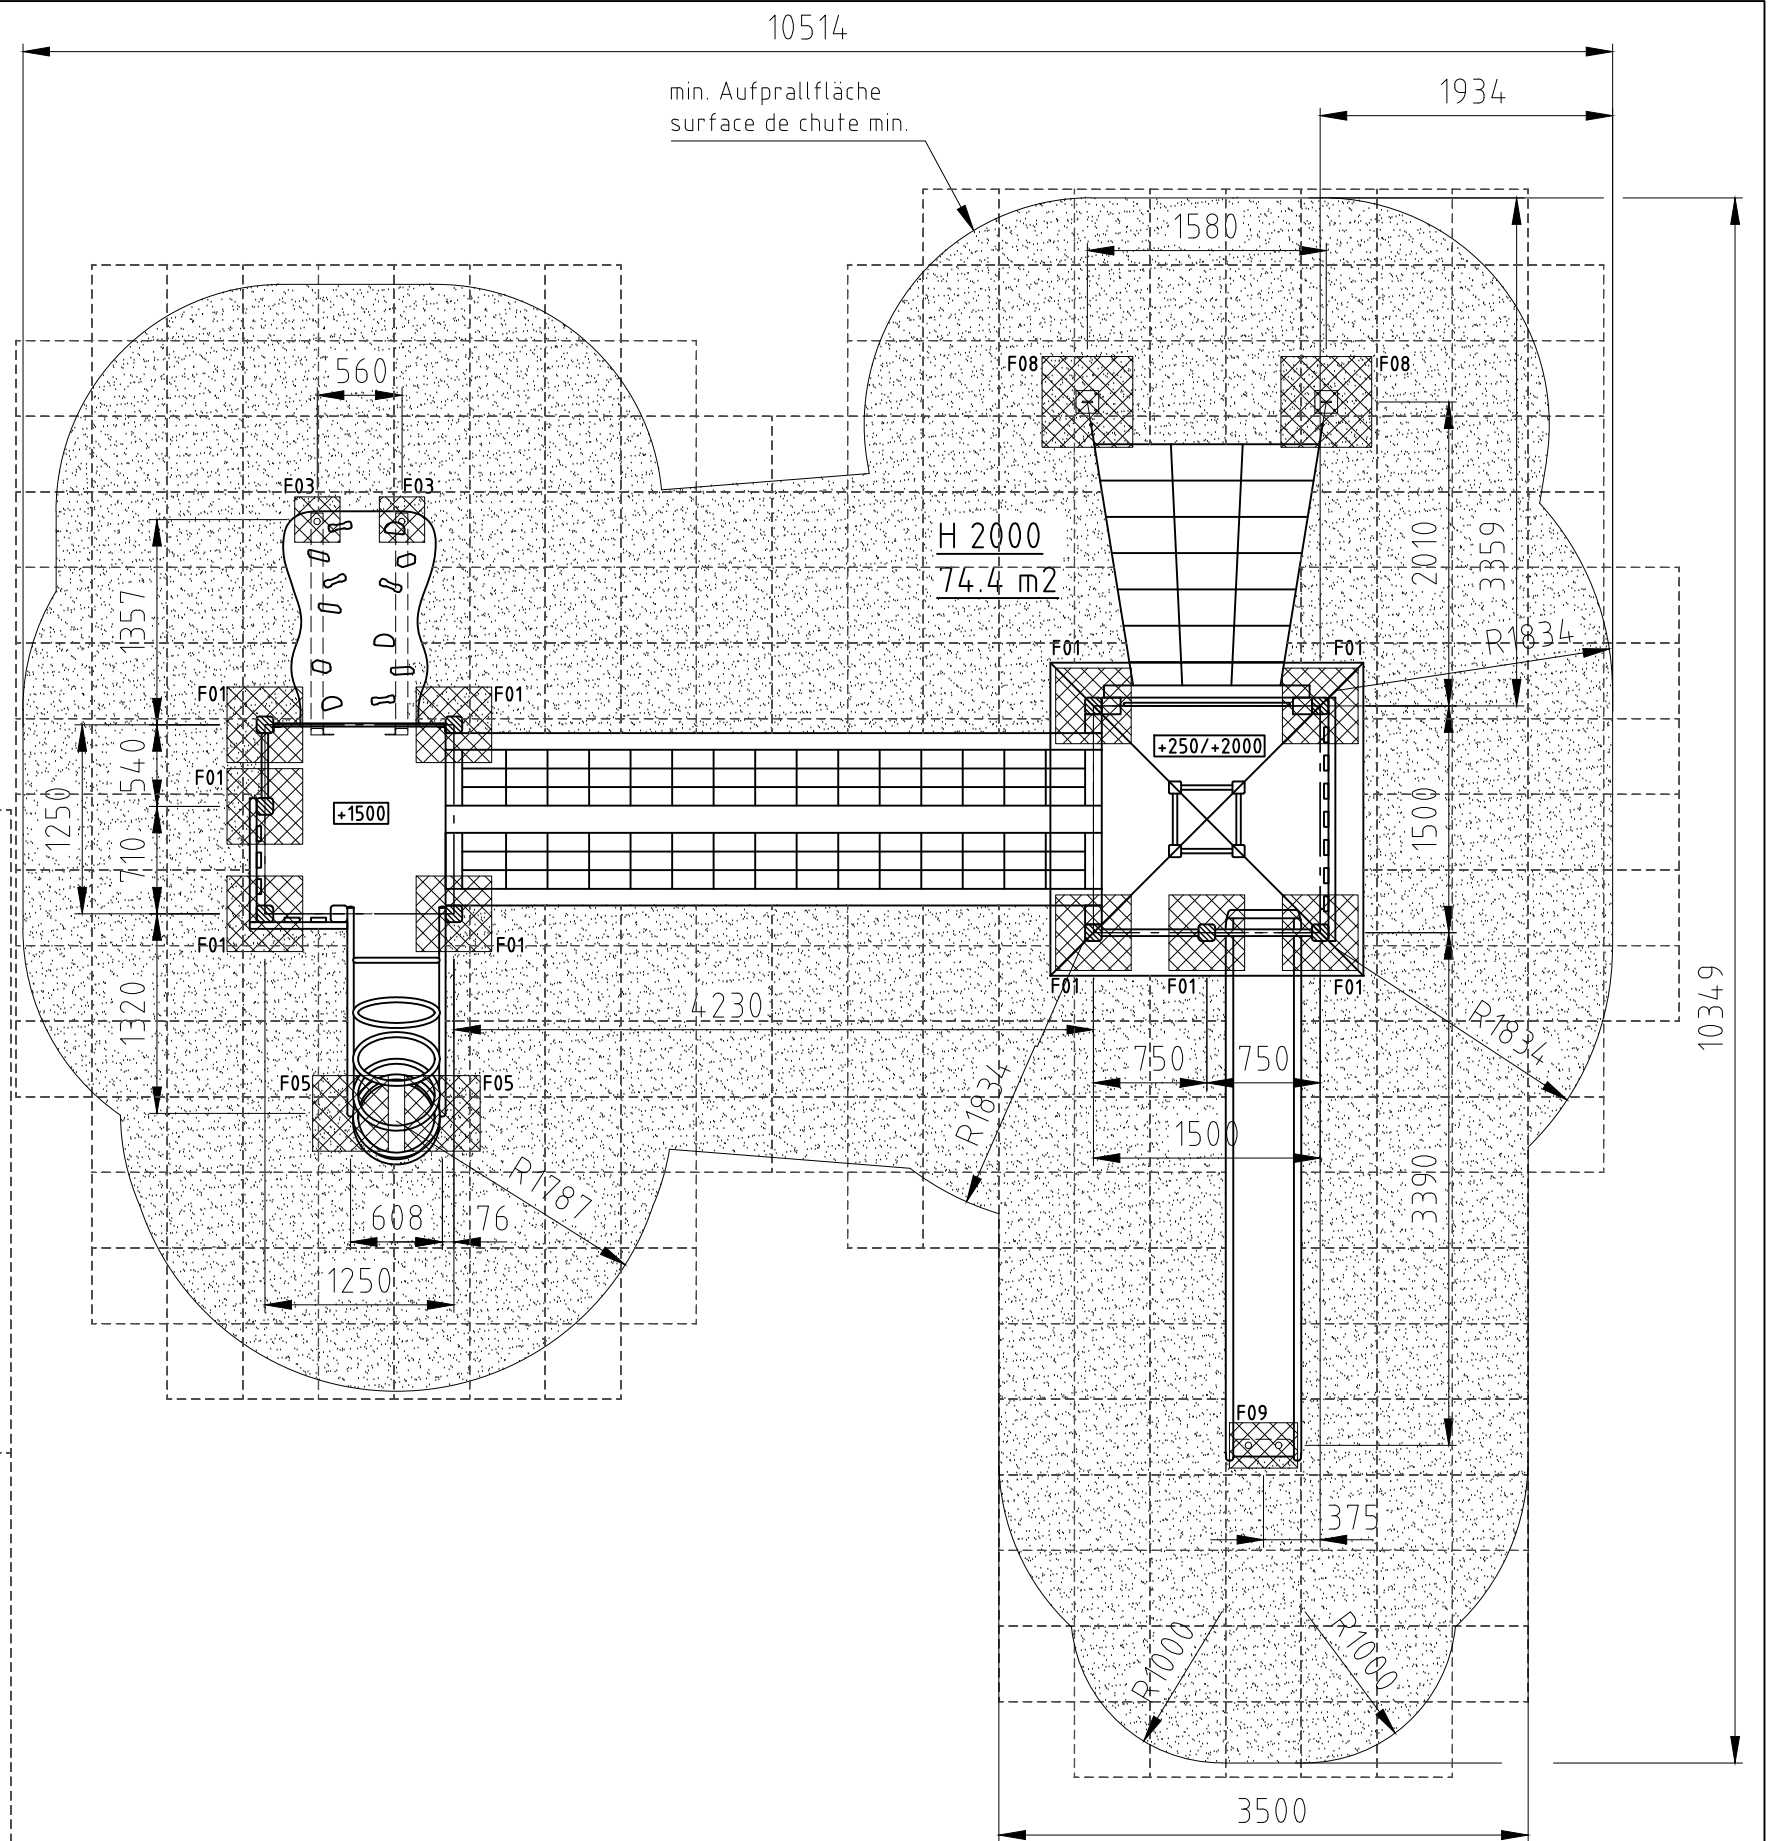 10514
min. Aufprallfläche
surface de chute min.
1934
1580
560
F08
F08
F03
F03
H 2000
74.4 m2
2010
3359
1357
R1834
F01
F01
F01
F01
+250/+2000
540
F01
+1500
1250
710
1500
F01
F01
F01
F01
F01
1320
4230
10349
R1834
750
750
F05
F05
R1834
1500
R1787
608
76
3390
1250
F09
375
R1000
R1000
3500